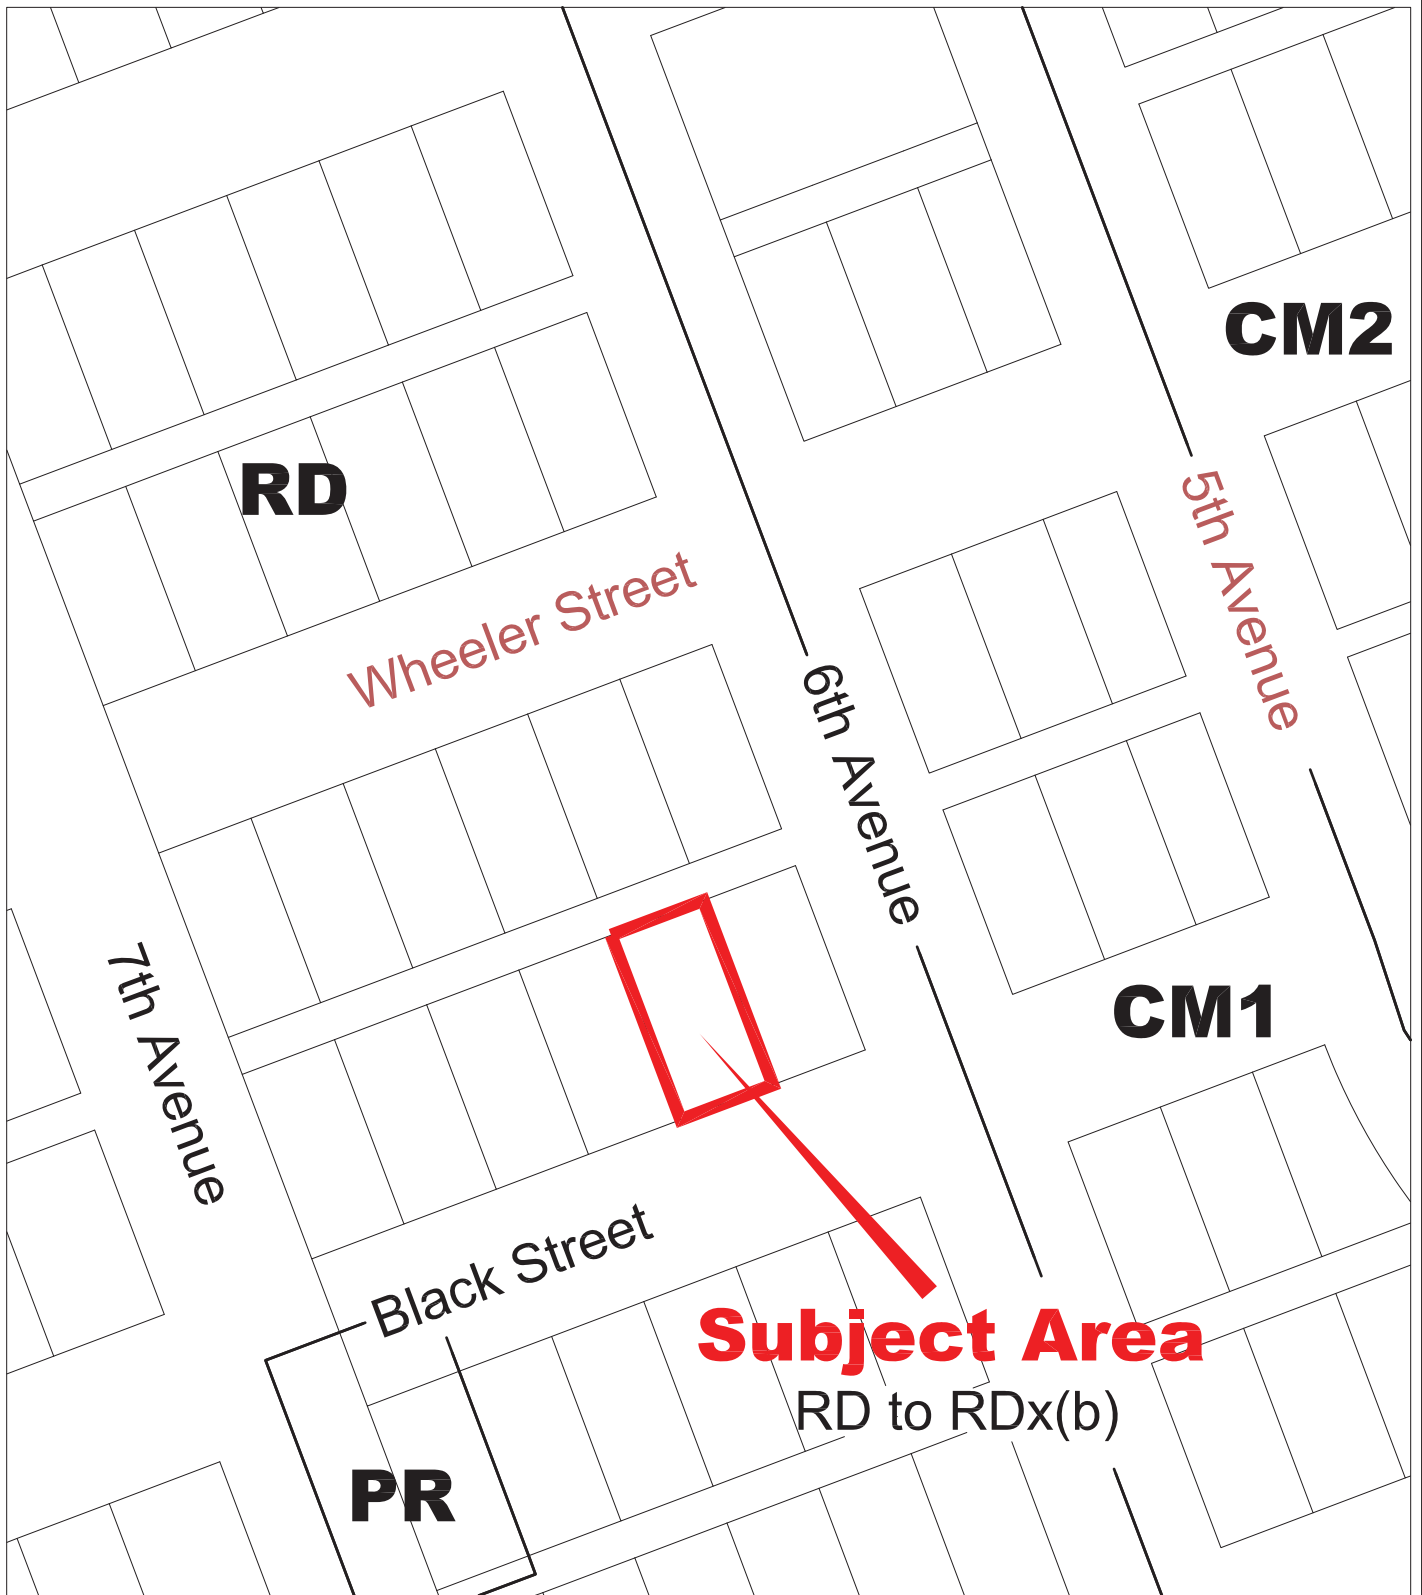 CM2
RD
5th Avenue
Wheeler Street
6th Avenue
7th Avenue
CM1
Black Street
Subject Area
RD to RDx(b)
PR